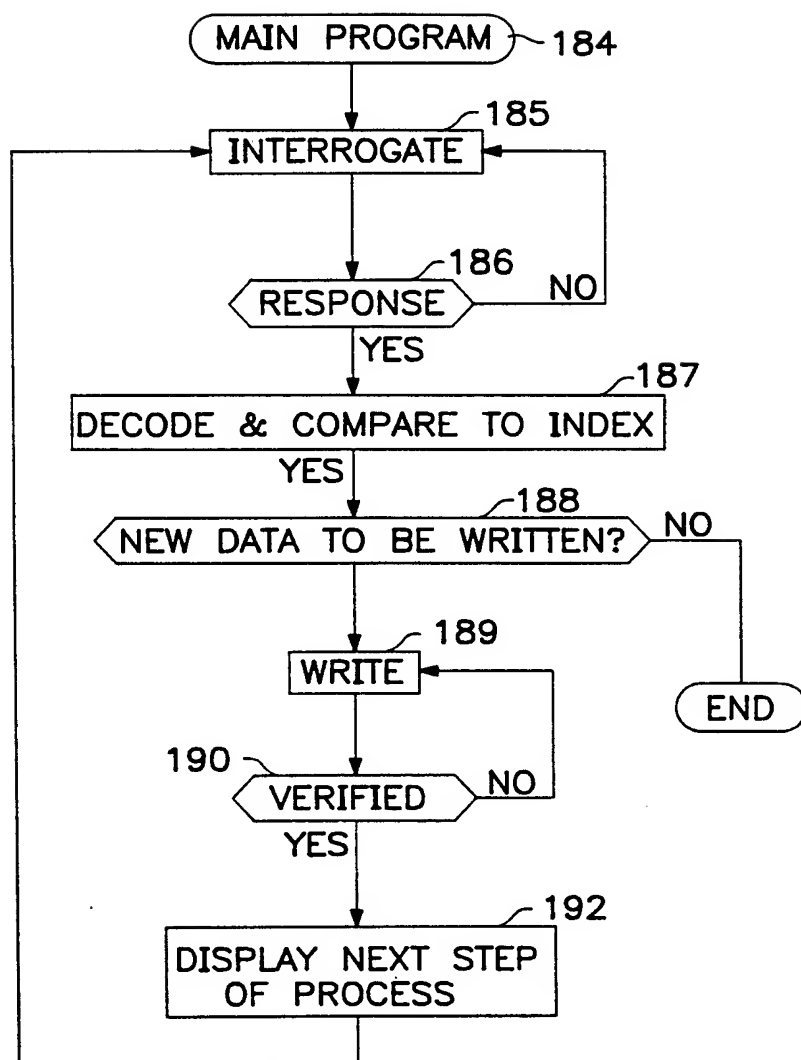 MAIN PROGRAM
184
185
INTERROGATE
186
RESPONSE
NO
YES
187
DECODE & COMPARE TO INDEX
YES
188
NEW DATA TO BE WRITTEN?
NO
189
WRITE
END
190
VERIFIED
NO
YES
192
DISPLAY NEXT STEP
OF PROCESS